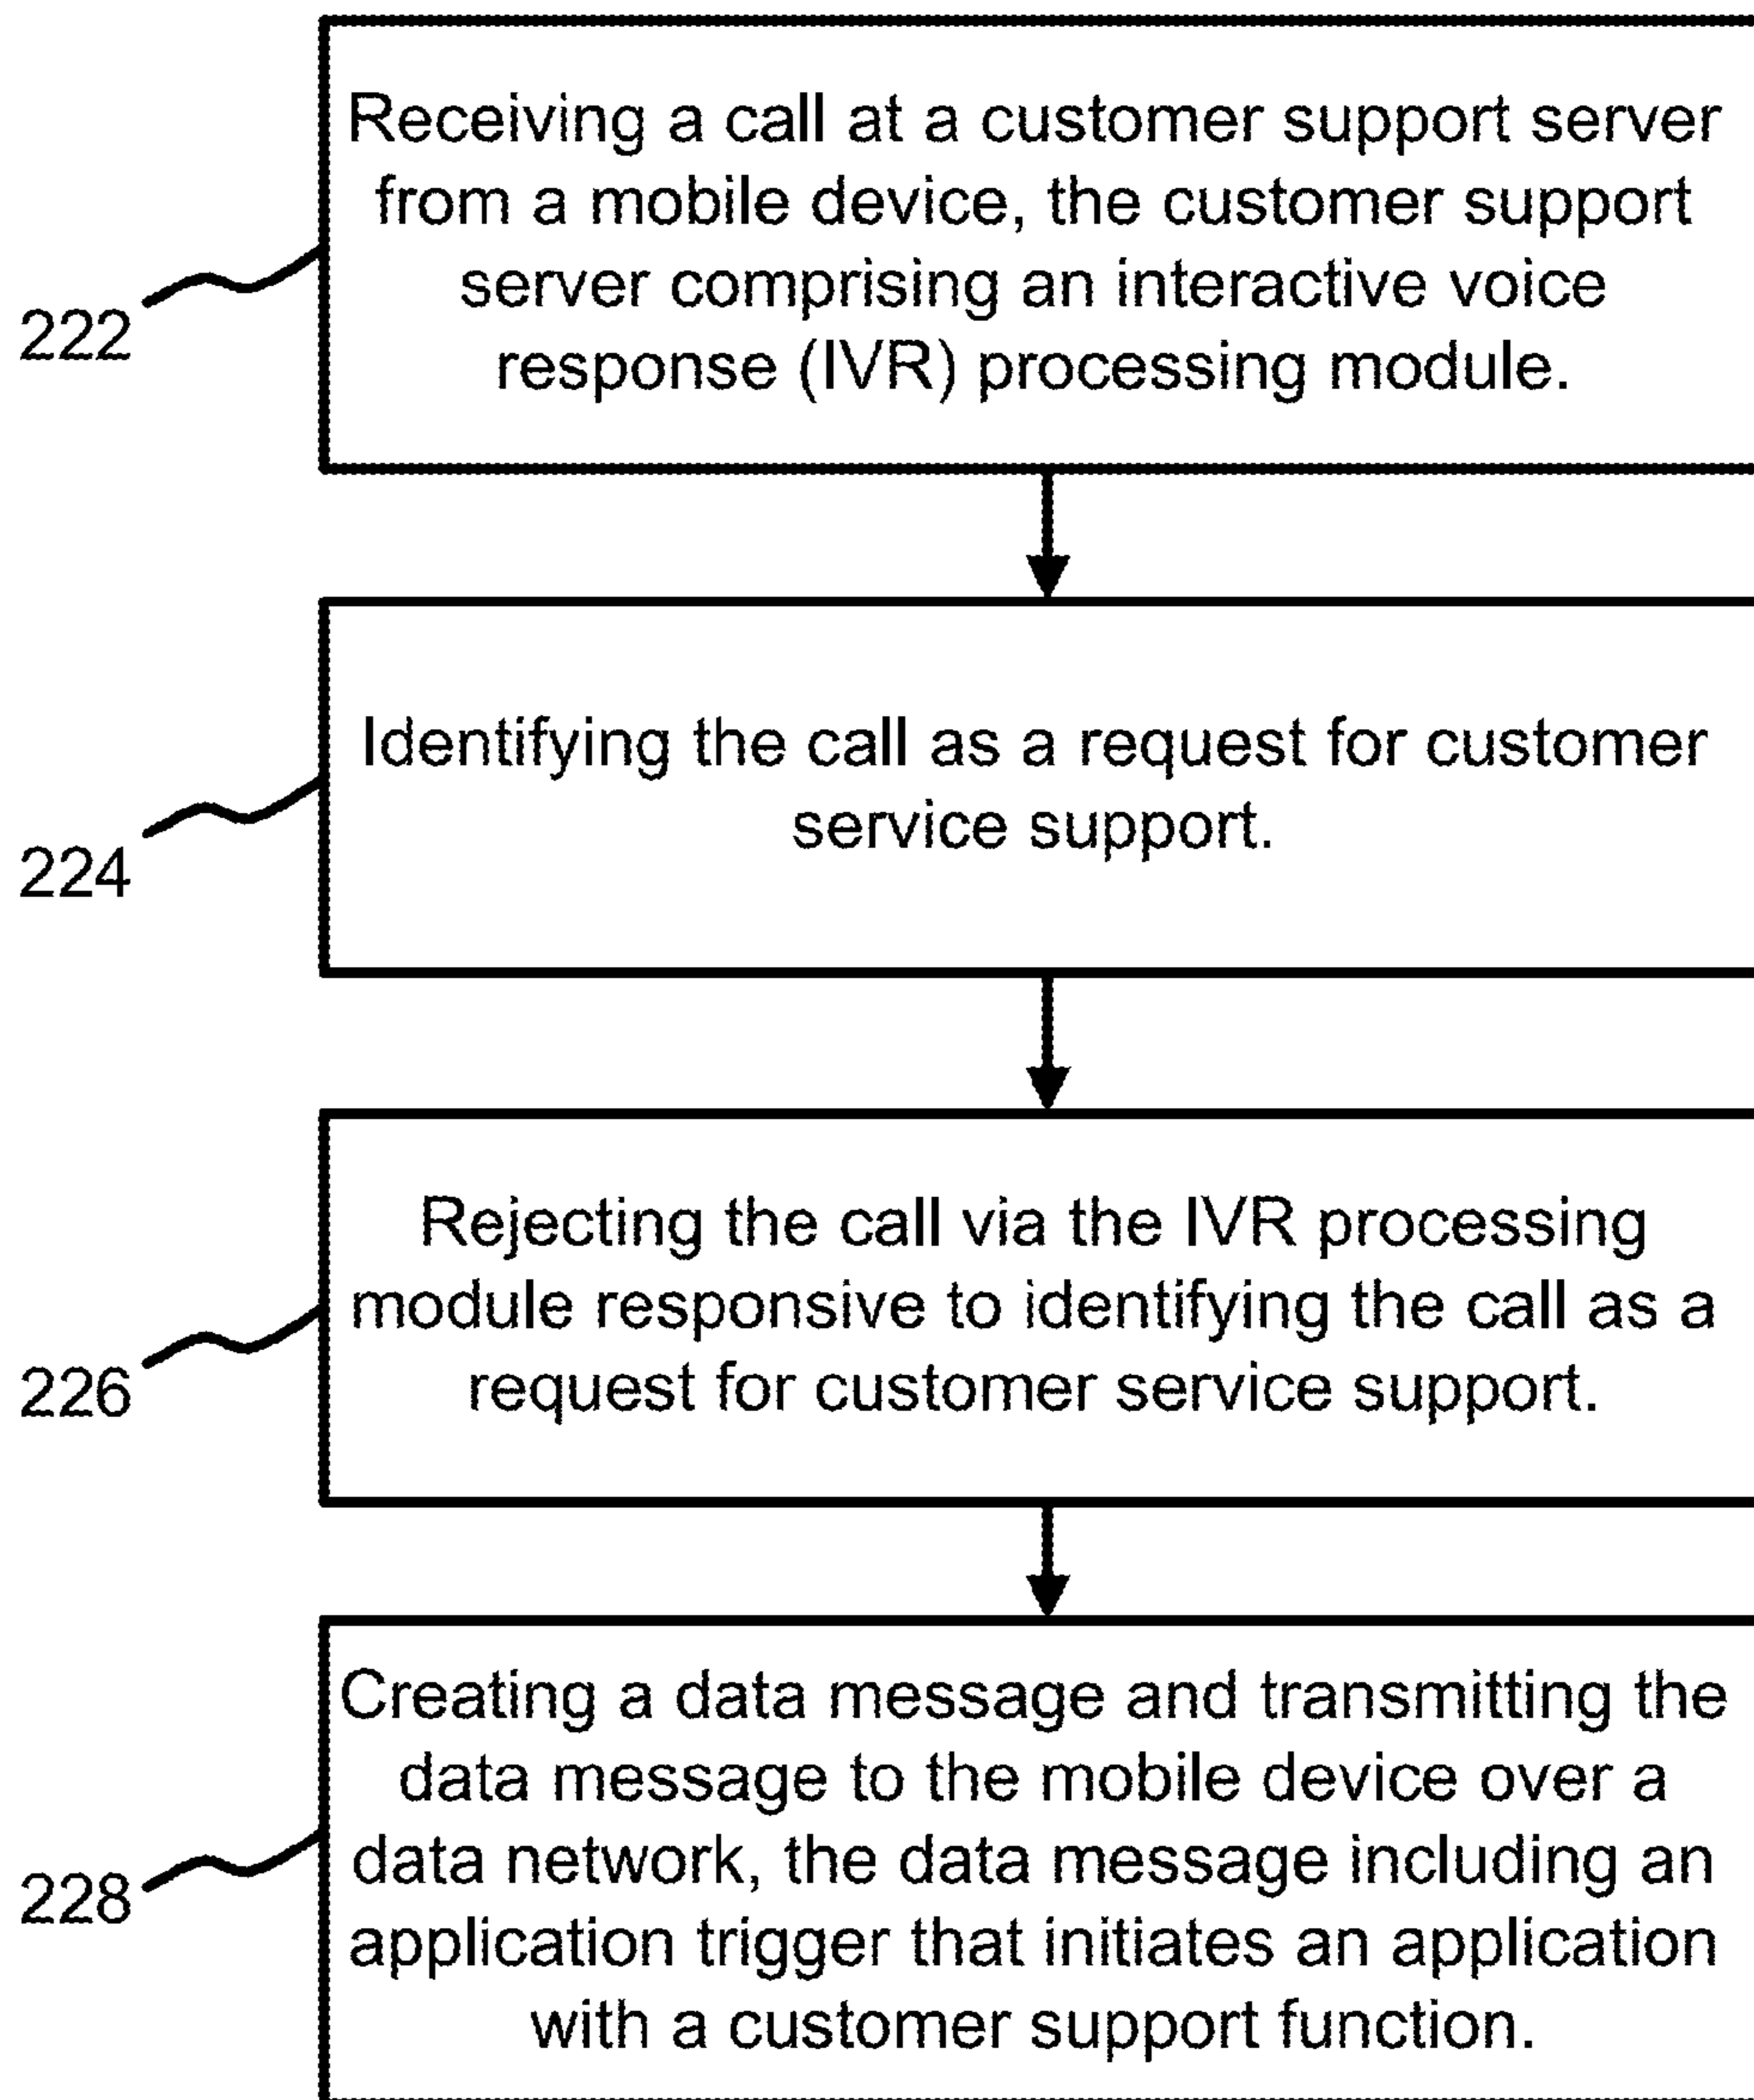 Receiving a call at a customer support server
from a mobile device, the customer support
server comprising an interactive voice
response (IVR) processing module.
222
Identifying the call as a request for customer
service support.
224
Rejecting the call via the IVR processing
module responsive to identifying the call as a
request for customer service support.
226
Creating a data message and transmitting the
data message to the mobile device over a
data network, the data message including an
application trigger that initiates an application
with a customer support function.
228